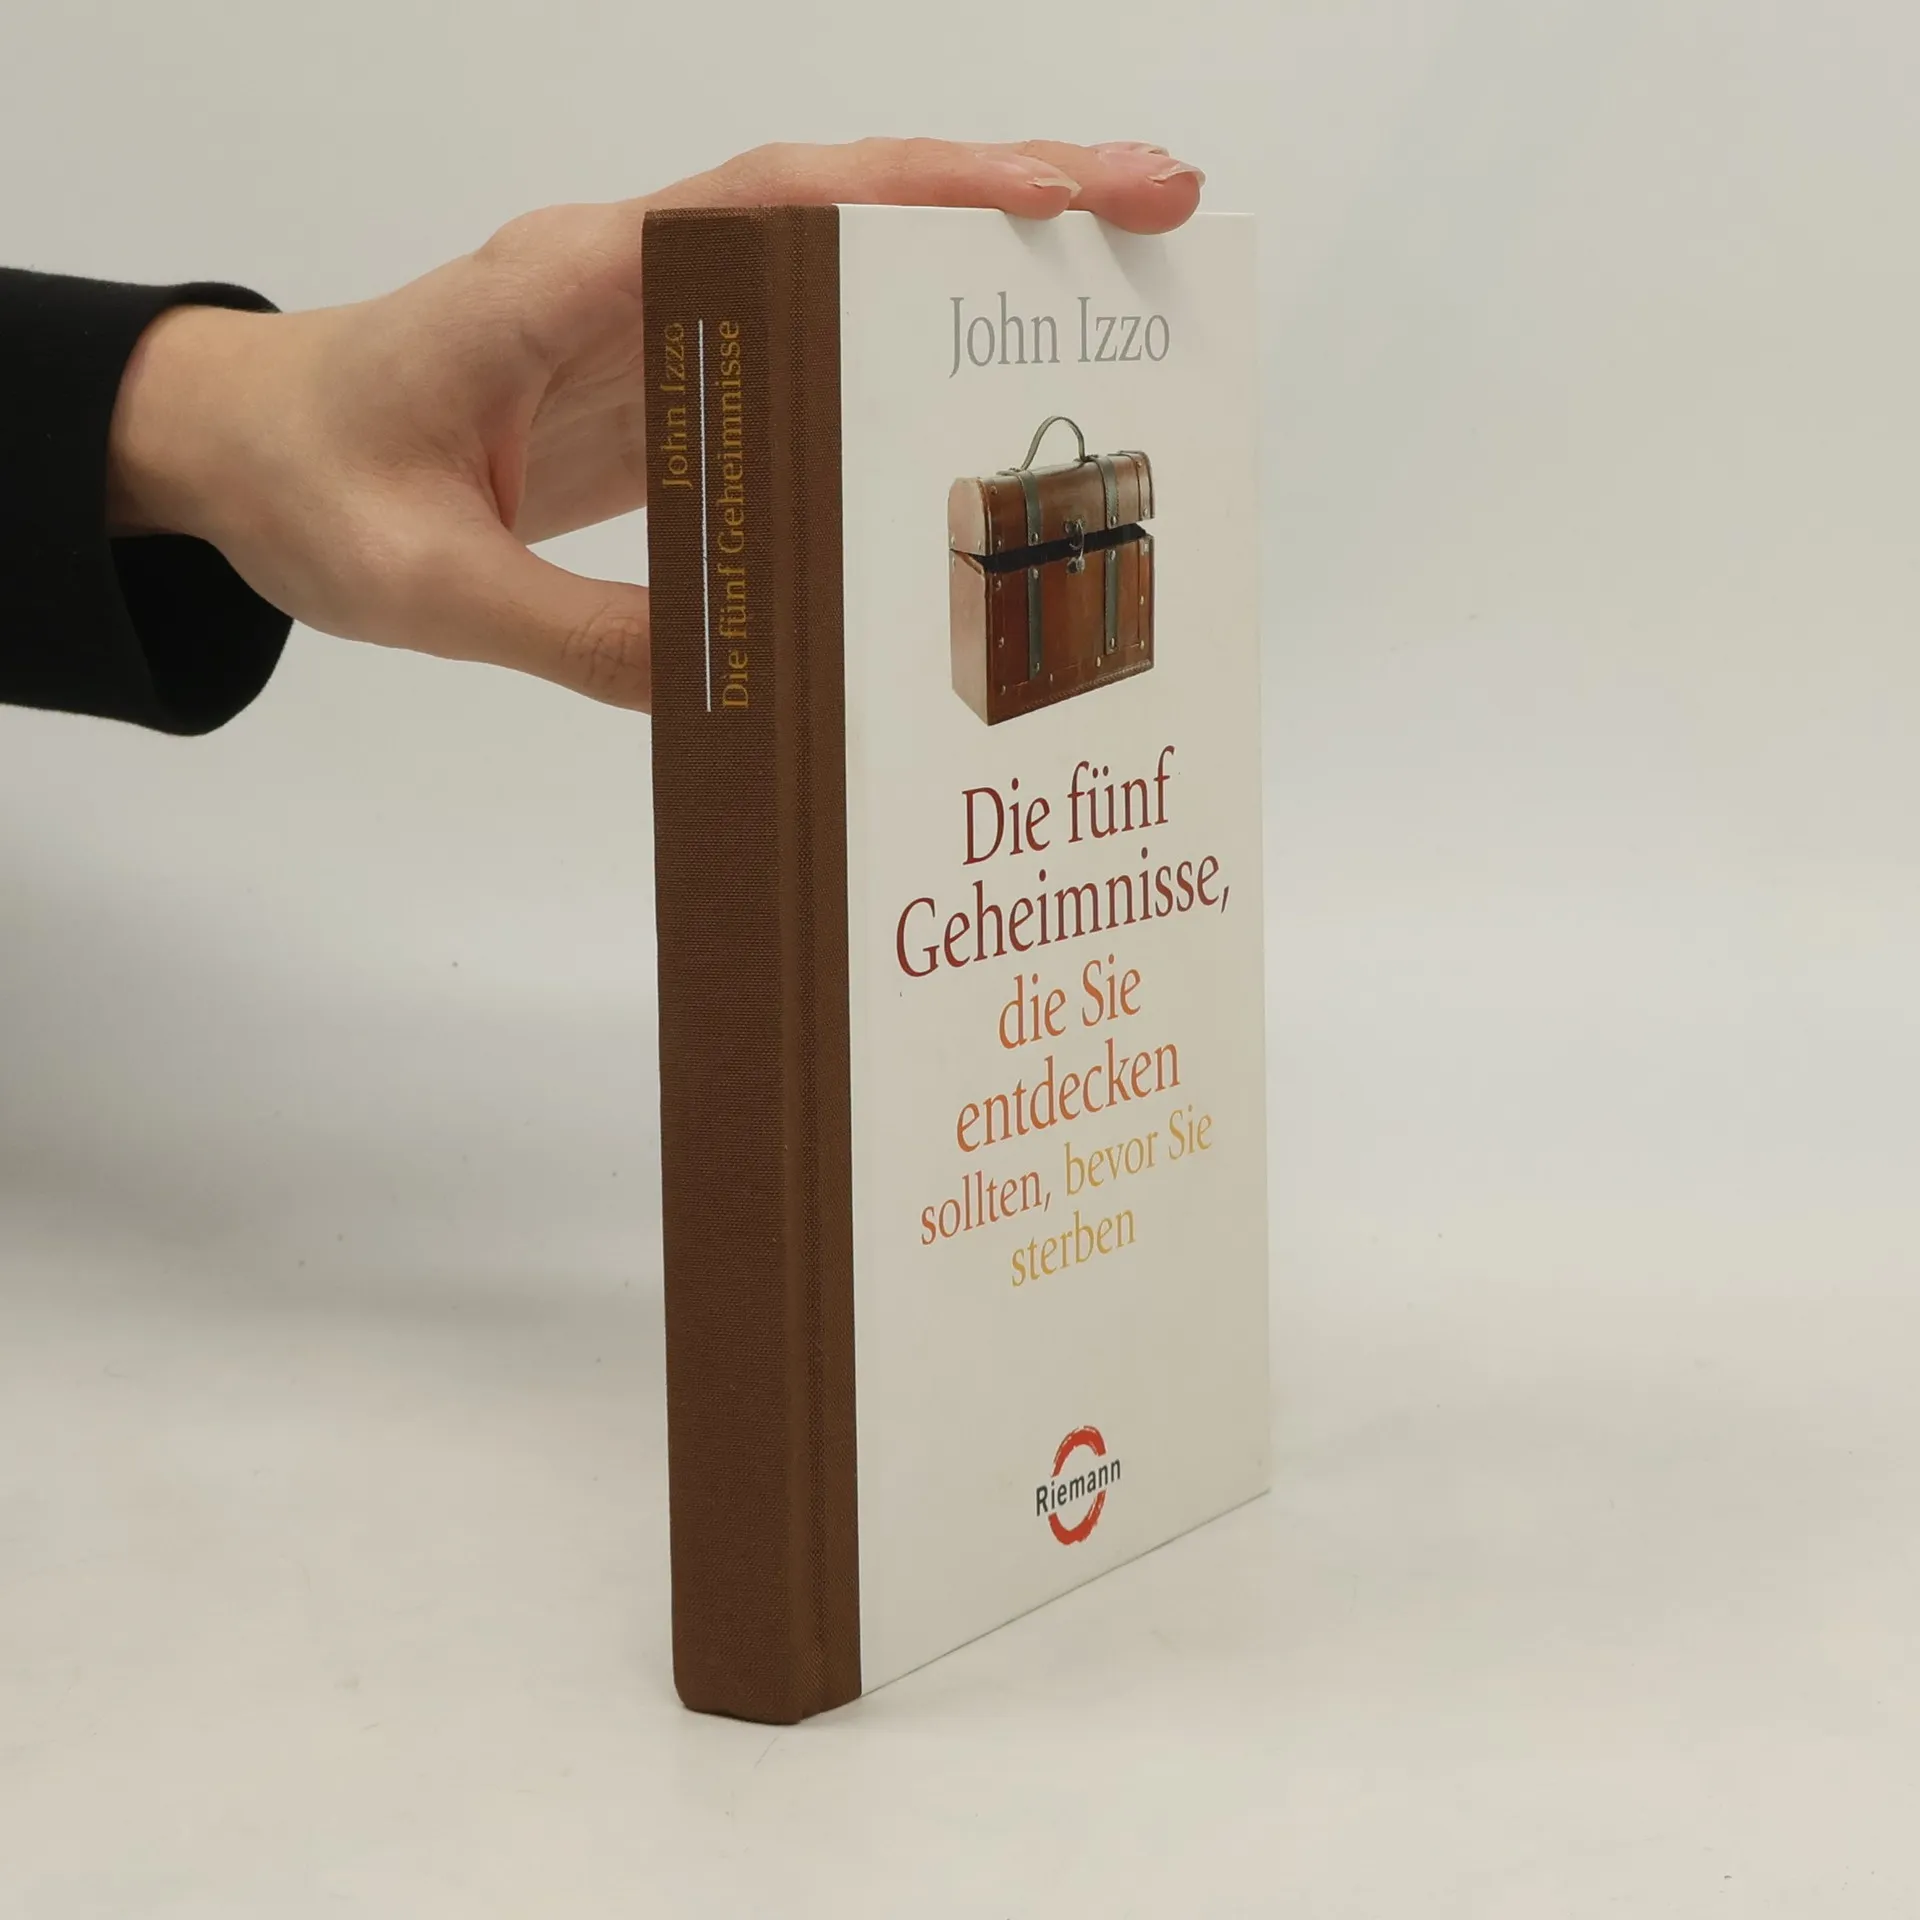 John Izzo
Die fünf Geheimnisse
John Izzo
Die fünf
Geheimnisse,
die Sie
entdecken
sollten, bevor Sie
sterben
Riemann